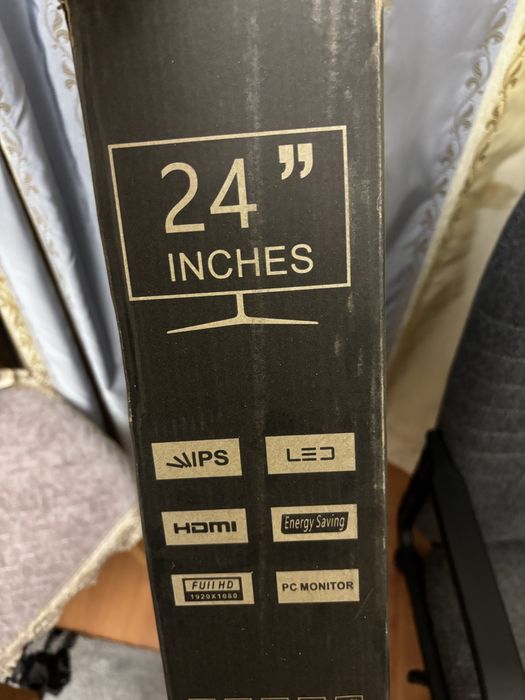 24”
INCHES
IPS
LED
HDMI
Energy Saving
FUll HD
1920X1080
PC MONITOR